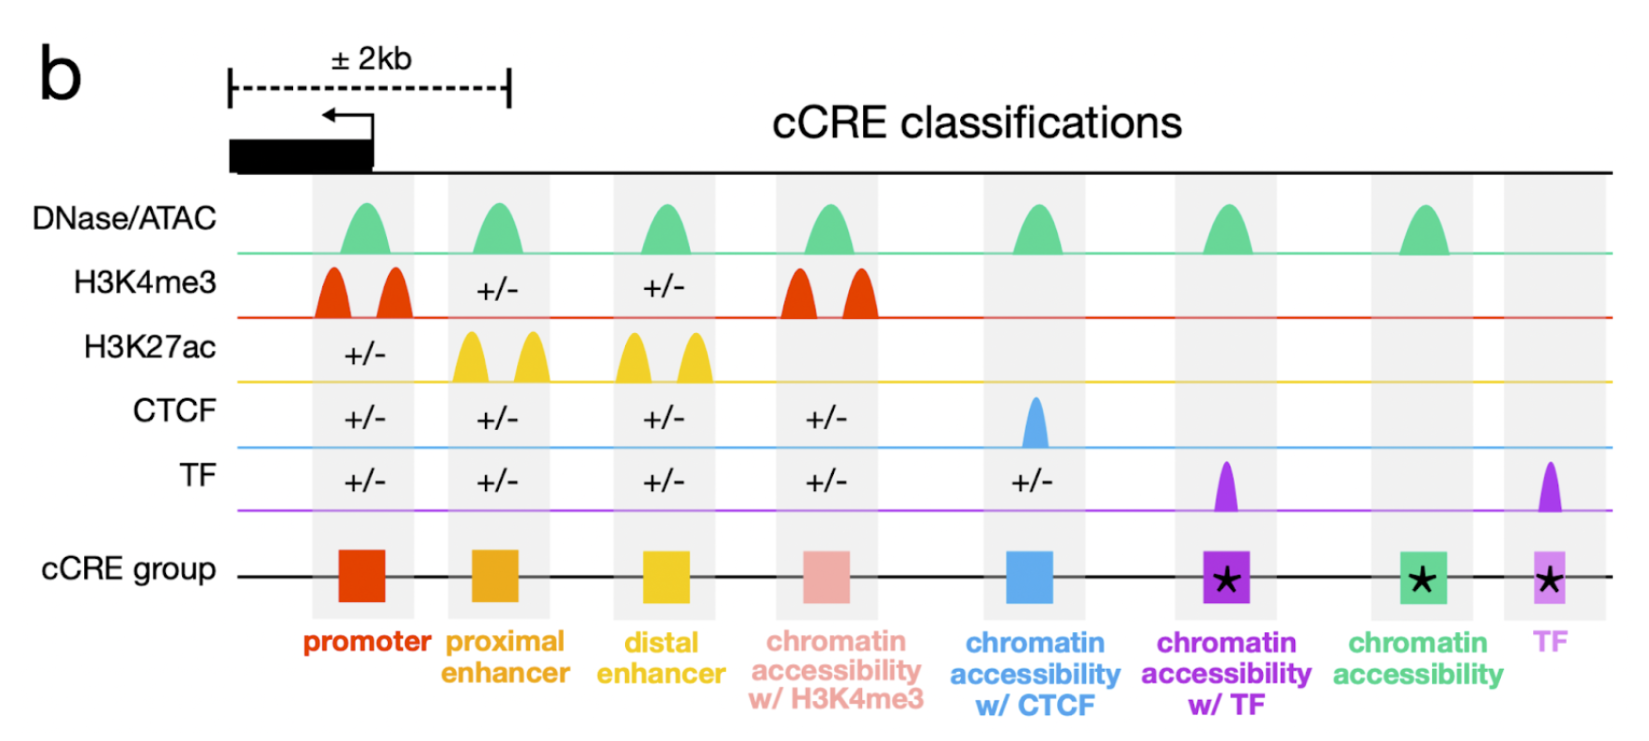 b
± 2kb
cCRE classifications
DNase/ATAC
H3K4me3
+/-
+/-
H3K27ac
+/-
CTCF
+/-
+/-
+/-
+/-
TF
+/-
+/-
+/-
+/-
+/-
cCRE group
promoter
proximal
enhancer
distal
enhancer
chromatin
accessibility
w/ H3K4me3
chromatin
accessibility
w/ CTCF
chromatin
accessibility
w/ TF
chromatin
accessibility
TF